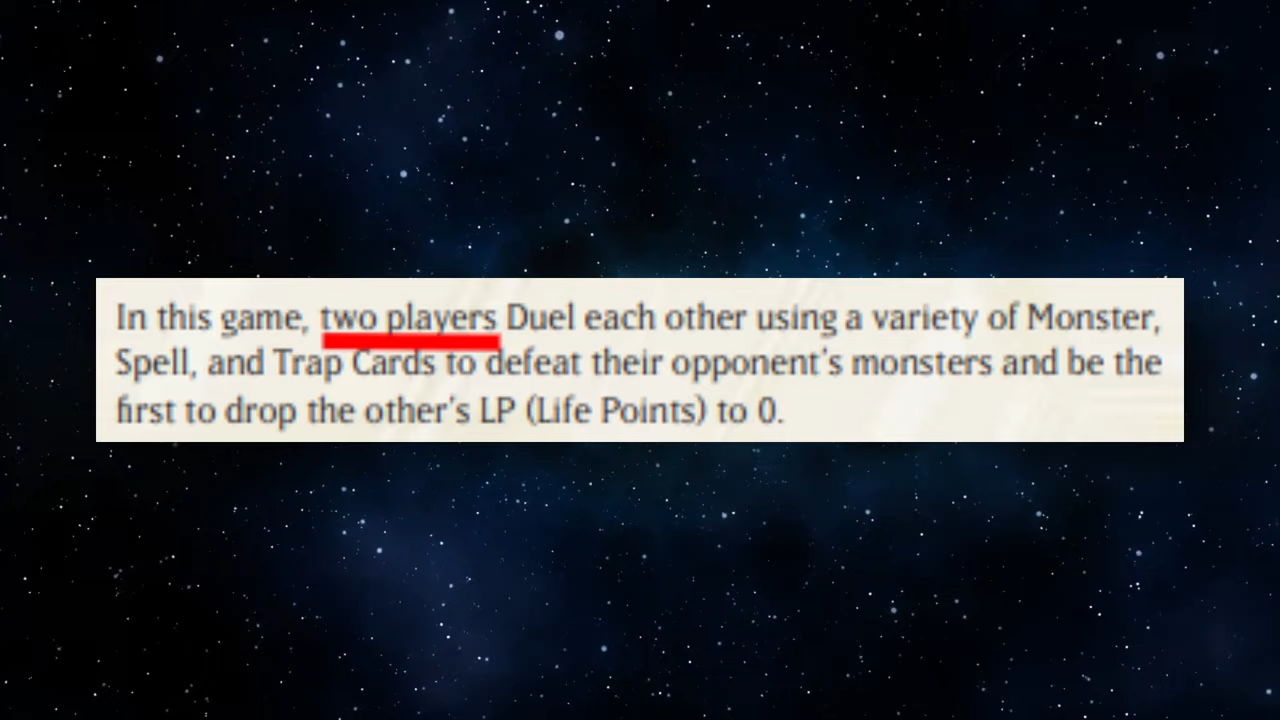 In this game, two players Duel each other using a variety of Monster,
Spell, and Trap Cards to defeat their opponent's monsters and be the
first to drop the other's LP (Life Points) to 0.